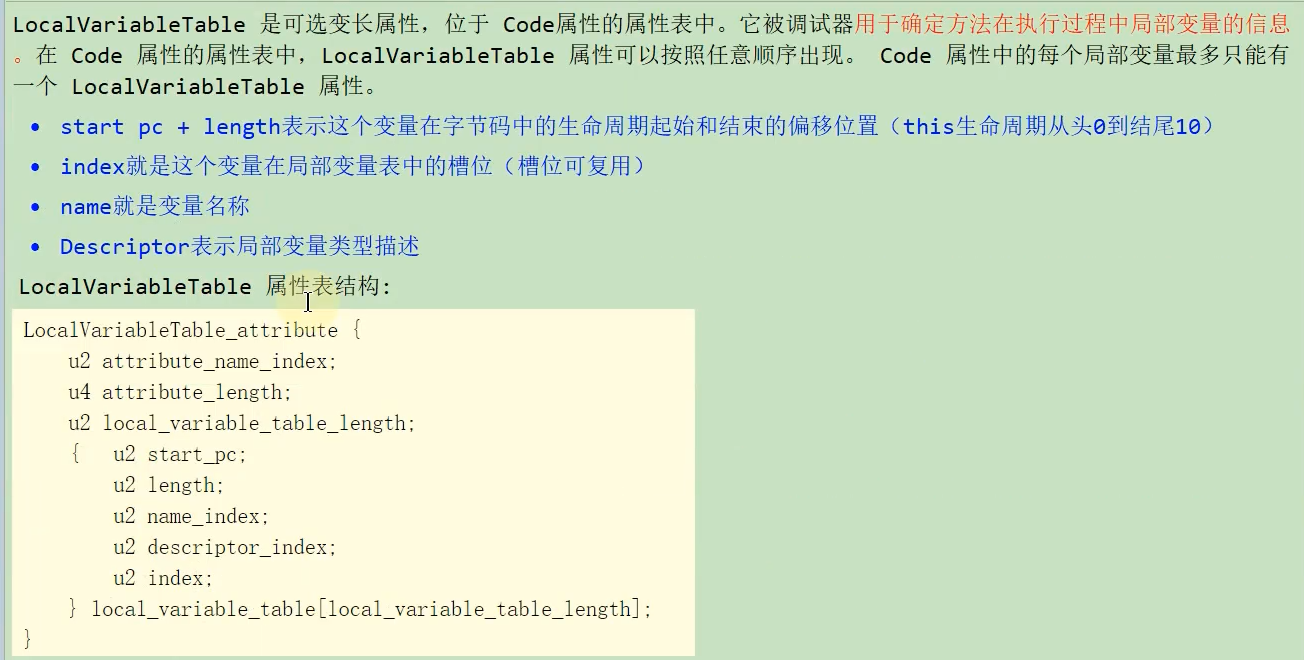 LocalVariableTable 是可选变长属性，位于 Code属性的属性表中。它被调试器用于确定方法在执行过程中局部变量的信息
。在 Code 属性的属性表中，LocalVariableTable 属性可以按照任意顺序出现。 Code 属性中的每个局部变量最多只能有
一个 LocalVariableTable 属性。
• start pc + length表示这个变量在字节码中的生命周期起始和结束的偏移位置（this生命周期从头0到结尾10）
• index就是这个变量在局部变量表中的槽位（槽位可复用）
• name就是变量名称
• Descriptor表示局部变量类型描述
LocalVariableTable 属性表结构:
LocalVariableTable_attribute {
u2 attribute_name_index;
u4 attribute_length;
u2 local_variable_table_length;
{ u2 start_pc;
u2 length;
u2 name_index;
u2 descriptor_index;
u2 index;
} local_variable_table[local_variable_table_length];
}